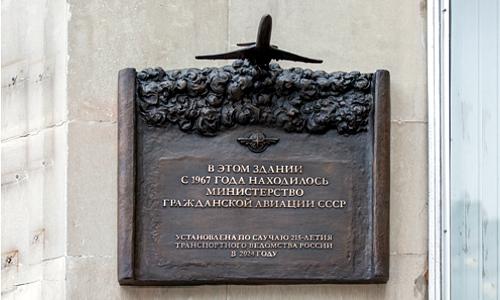 В ЭТОМ ЗДАНИИ
С 1967 ГОДА НАХОДИЛОСЬ
МИНИСТЕРСТВО
ГРАЖДАНСКОЙ АВИАЦИИ СССР
УСТАНОВЛЕНА ПО СЛУЧАЮ 215-ЛЕТИЯ
ТРАНСПОРТНОГО ВЕДОМСТВА РОССИИ
В 2024 ГОДУ